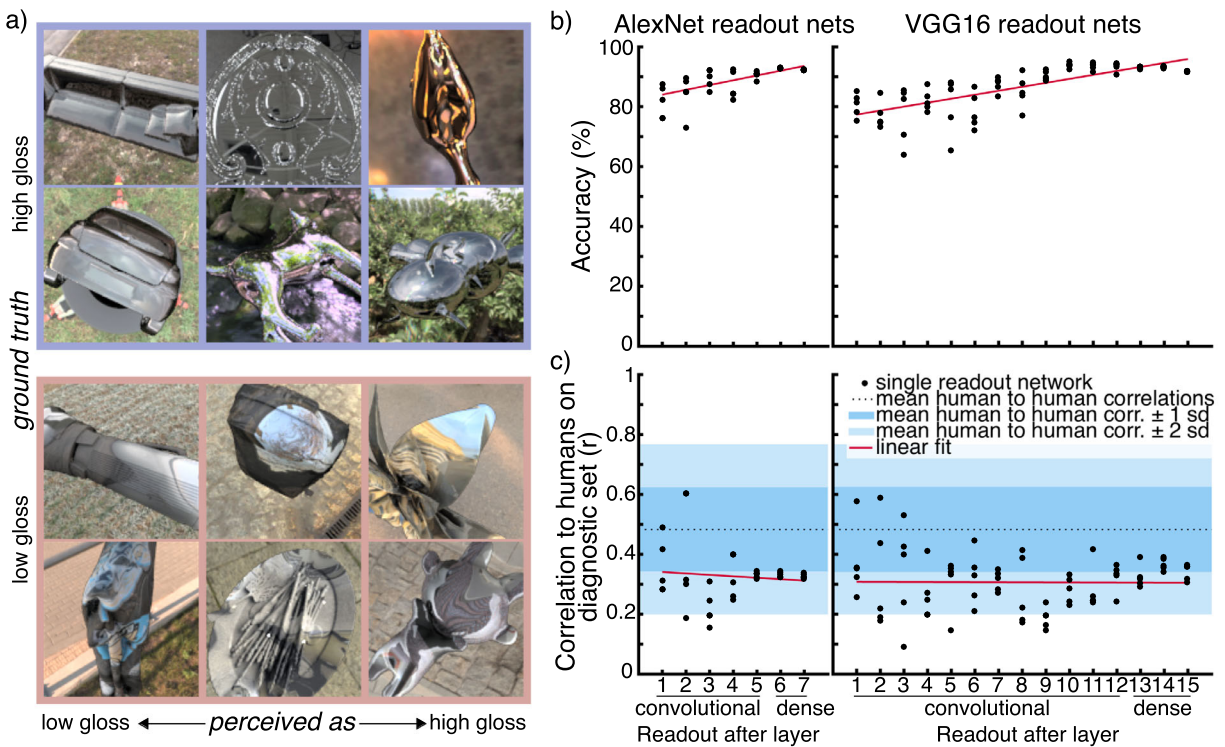 a)
high gloss
ground truth
low gloss
low gloss
perceived as
high gloss
b)
AlexNet readout nets
VGG16 readout nets
Accuracy (%)
100
80
60
40
20
0
c)
Correlation to humans on
diagnostic set (r)
1
0.8
0.6
0.4
0.2
0
single readout network
mean human to human correlations
mean human to human corr. ± 1 sd
mean human to human corr. ± 2 sd
linear fit
1 2 3 4 5 6 7
convolutional dense
Readout after layer
1 2 3 4 5 6 7 8 9 10 11 12 13 14 15
convolutional dense
Readout after layer